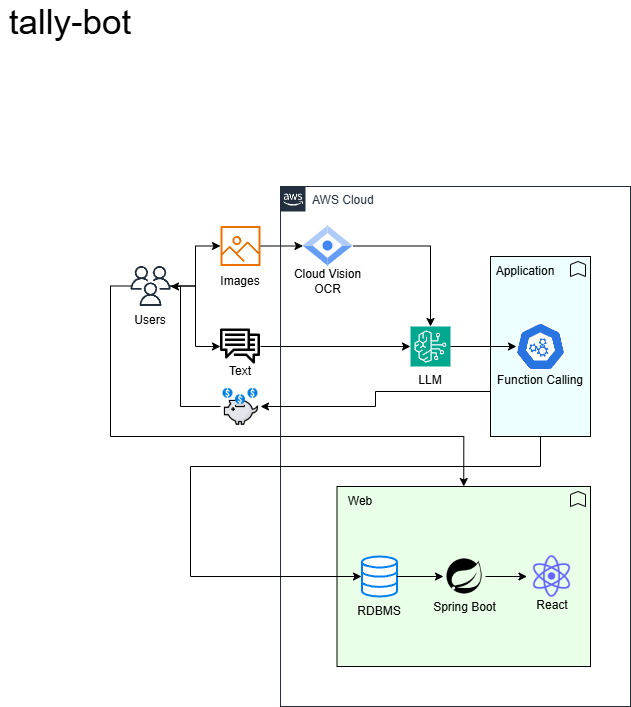 tally-bot
aws
AWS Cloud
Images
Cloud Vision
OCR
Application
Users
Text
LLM
Function Calling
Web
RDBMS
Spring Boot
React